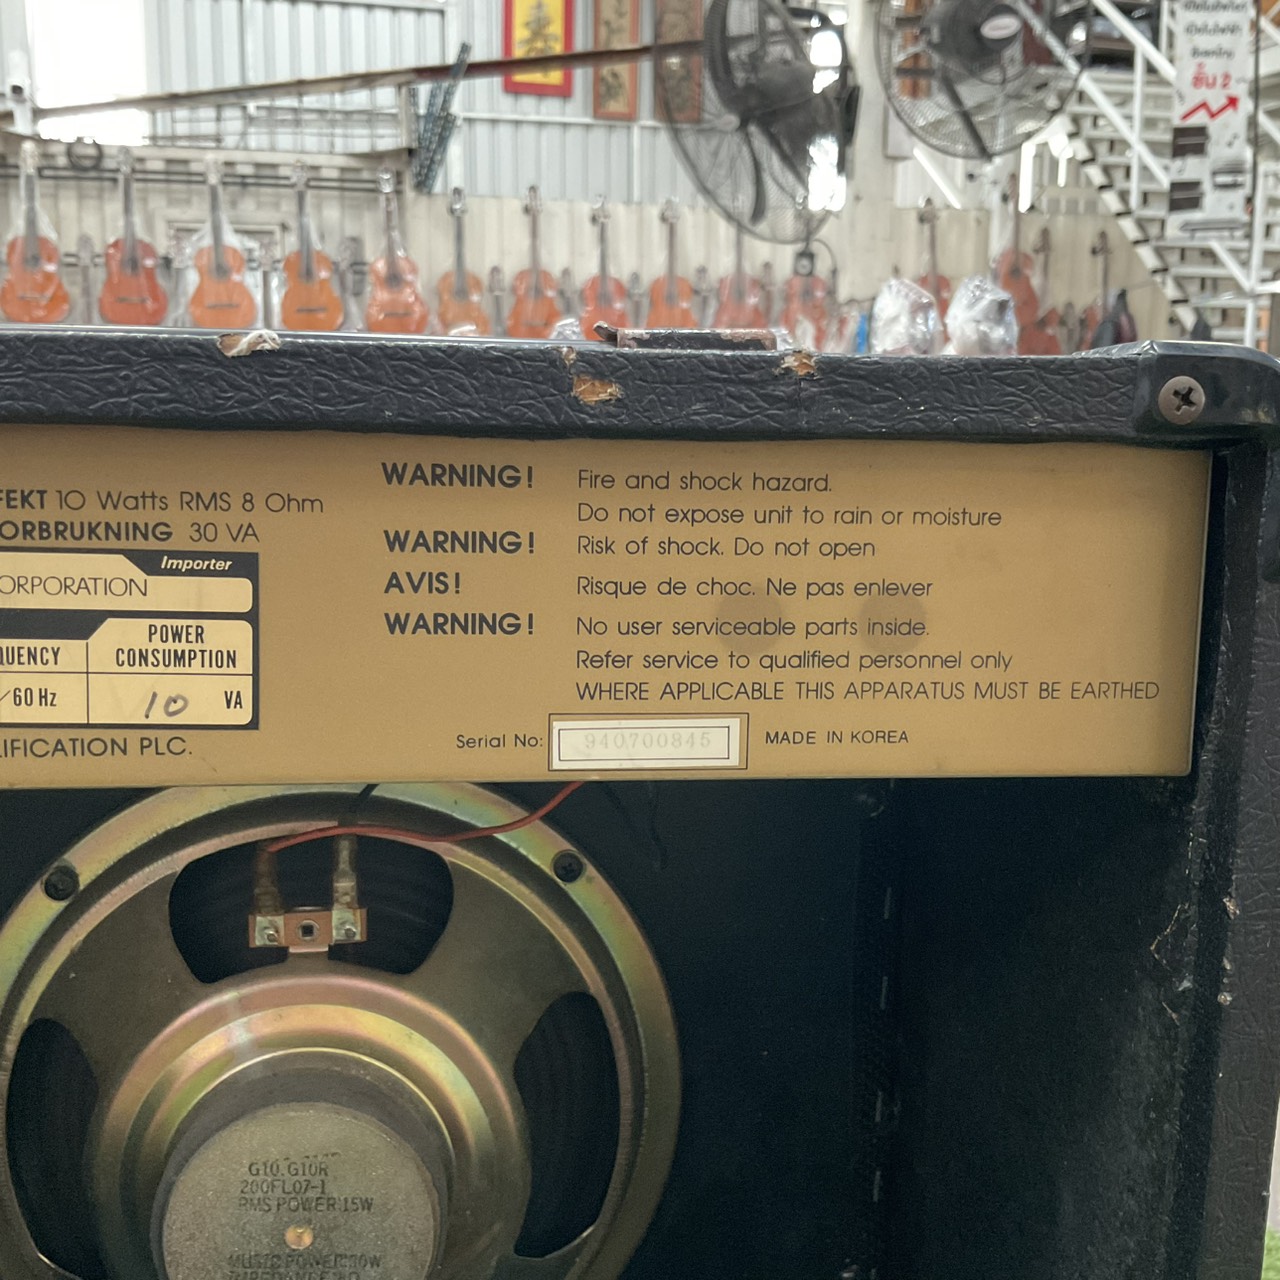 ชั้น 2
FEKT 10 Watts RMS 8 Ohm
ORBRUKNING 30 VA
Importer
ORPORATION
QUENCY
POWER
CONSUMPTION
/60 Hz
10 VA
LIFICATION PLC.
WARNING! Fire and shock hazard.
Do not expose unit to rain or moisture
WARNING! Risk of shock. Do not open
AVIS! Risque de choc. Ne pas enlever
WARNING! No user serviceable parts inside.
Refer service to qualified personnel only
WHERE APPLICABLE THIS APPARATUS MUST BE EARTHED
Serial No: 940700845 MADE IN KOREA
G10.G10R
200FL07-1
RMS POWER:15W